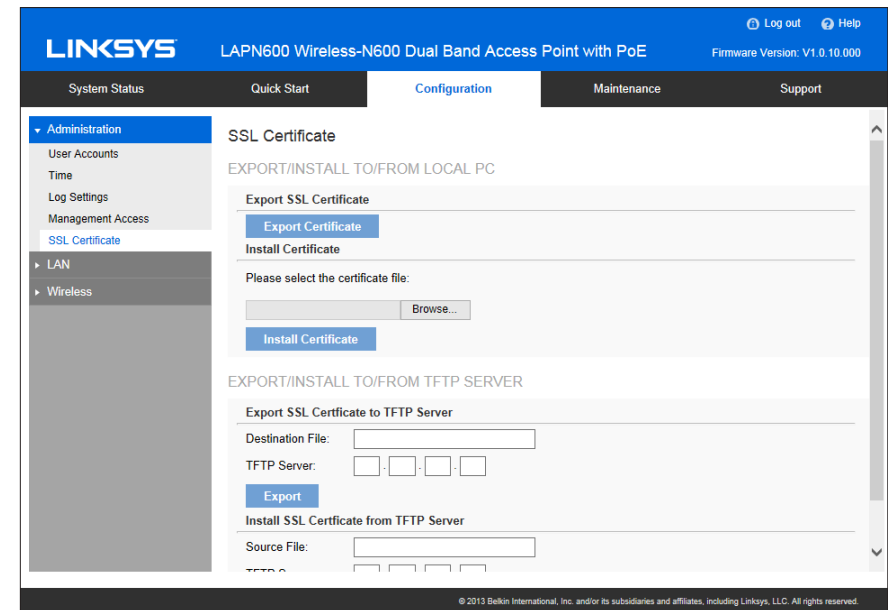 Log out Help
LINKSYS LAPN600 Wireless-N600 Dual Band Access Point with PoE Firmware Version: V1.0.10.000
System Status Quick Start Configuration Maintenance Support
Administration
User Accounts
Time
Log Settings
Management Access
SSL Certificate
LAN
Wireless
SSL Certificate
EXPORT/INSTALL TO/FROM LOCAL PC
Export SSL Certificate
Export Certificate
Install Certificate
Please select the certificate file:
Browse...
Install Certificate
EXPORT/INSTALL TO/FROM TFTP SERVER
Export SSL Certficate to TFTP Server
Destination File:
TFTP Server: . . .
Export
Install SSL Certficate from TFTP Server
Source File:
© 2013 Belkin International, Inc. and/or its subsidiaries and affiliates, including Linksys, LLC. All rights reserved.